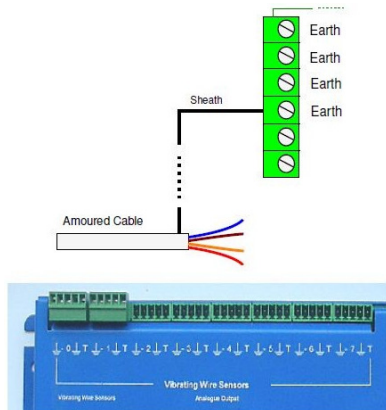 Earth
Earth
Earth
Sheath
Earth
Amoured Cable
- 0 T - 1 T - 2 T - 3 T - 4 T - 5 T - 6 T - 7 T
Vibrating Wire Sensors
Vibrating Wire Sensors Analogue Output